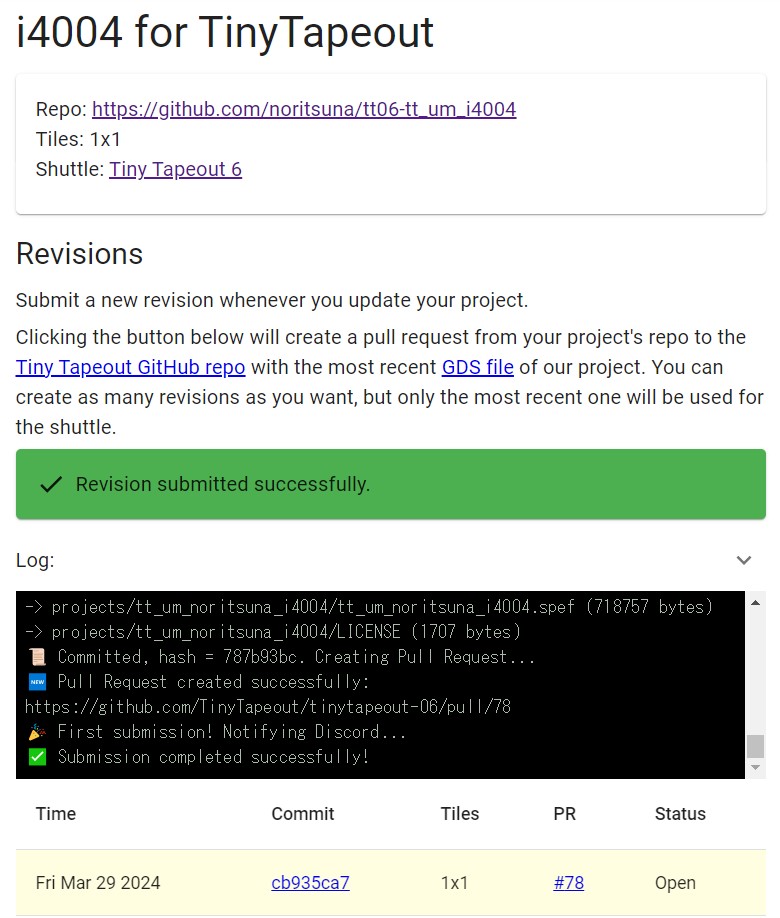 i4004 for TinyTapeout
Repo: https://github.com/noritsuna/tt06-tt_um_i4004
Tiles: 1x1
Shuttle: Tiny Tapeout 6
Revisions
Submit a new revision whenever you update your project.
Clicking the button below will create a pull request from your project's repo to the
Tiny Tapeout GitHub repo with the most recent GDS file of our project. You can
create as many revisions as you want, but only the most recent one will be used for
the shuttle.
Revision submitted successfully.
Log:
-> projects/tt_um_noritsuna_i4004/tt_um_noritsuna_i4004.spef (718757 bytes)
-> projects/tt_um_noritsuna_i4004/LICENSE (1707 bytes)
📜 Committed, hash = 787b93bc. Creating Pull Request...
🆕 Pull Request created successfully:
https://github.com/TinyTapeout/tinytapeout-06/pull/78
🎉 First submission! Notifying Discord...
✅ Submission completed successfully!
Time Commit Tiles PR Status
Fri Mar 29 2024 cb935ca7 1x1 #78 Open